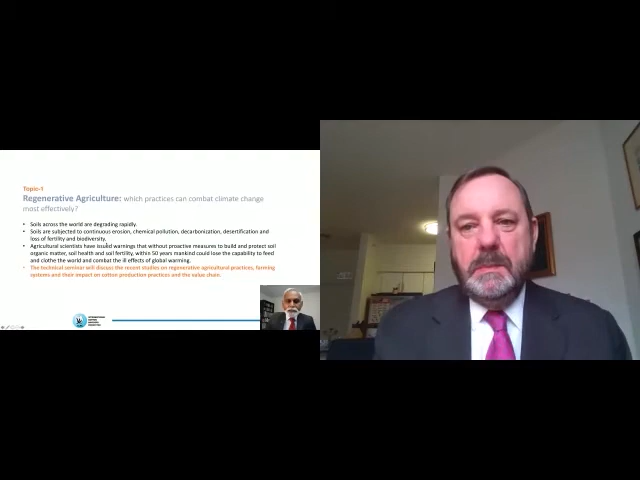 Topic-1
Regenerative Agriculture: which practices can combat climate change
most effectively?
• Soils across the world are degrading rapidly.
• Soils are subjected to continuous erosion, chemical pollution, decarbonization, desertification and
loss of fertility and biodiversity.
• Agricultural scientists have issued warnings that without proactive measures to build and protect soil
organic matter, soil health and soil fertility, within 50 years mankind could lose the capability to feed
and clothe the world and combat the ill effects of global warming.
• The technical seminar will discuss the recent studies on regenerative agricultural practices, farming
systems and their impact on cotton production practices and the value chain.
INTERNATIONAL
COTTON
ADVISORY
COMMITTEE